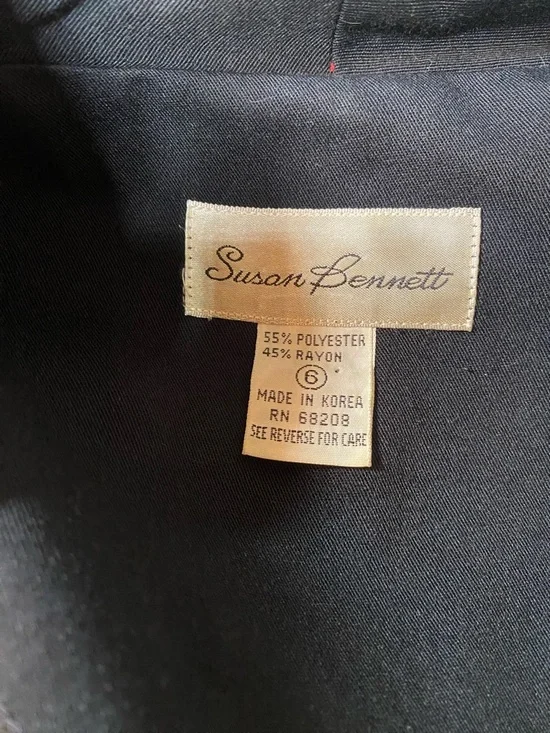 Susan Bennett
55% POLYESTER
45% RAYON
6
MADE IN KOREA
RN 68208
SEE REVERSE FOR CARE